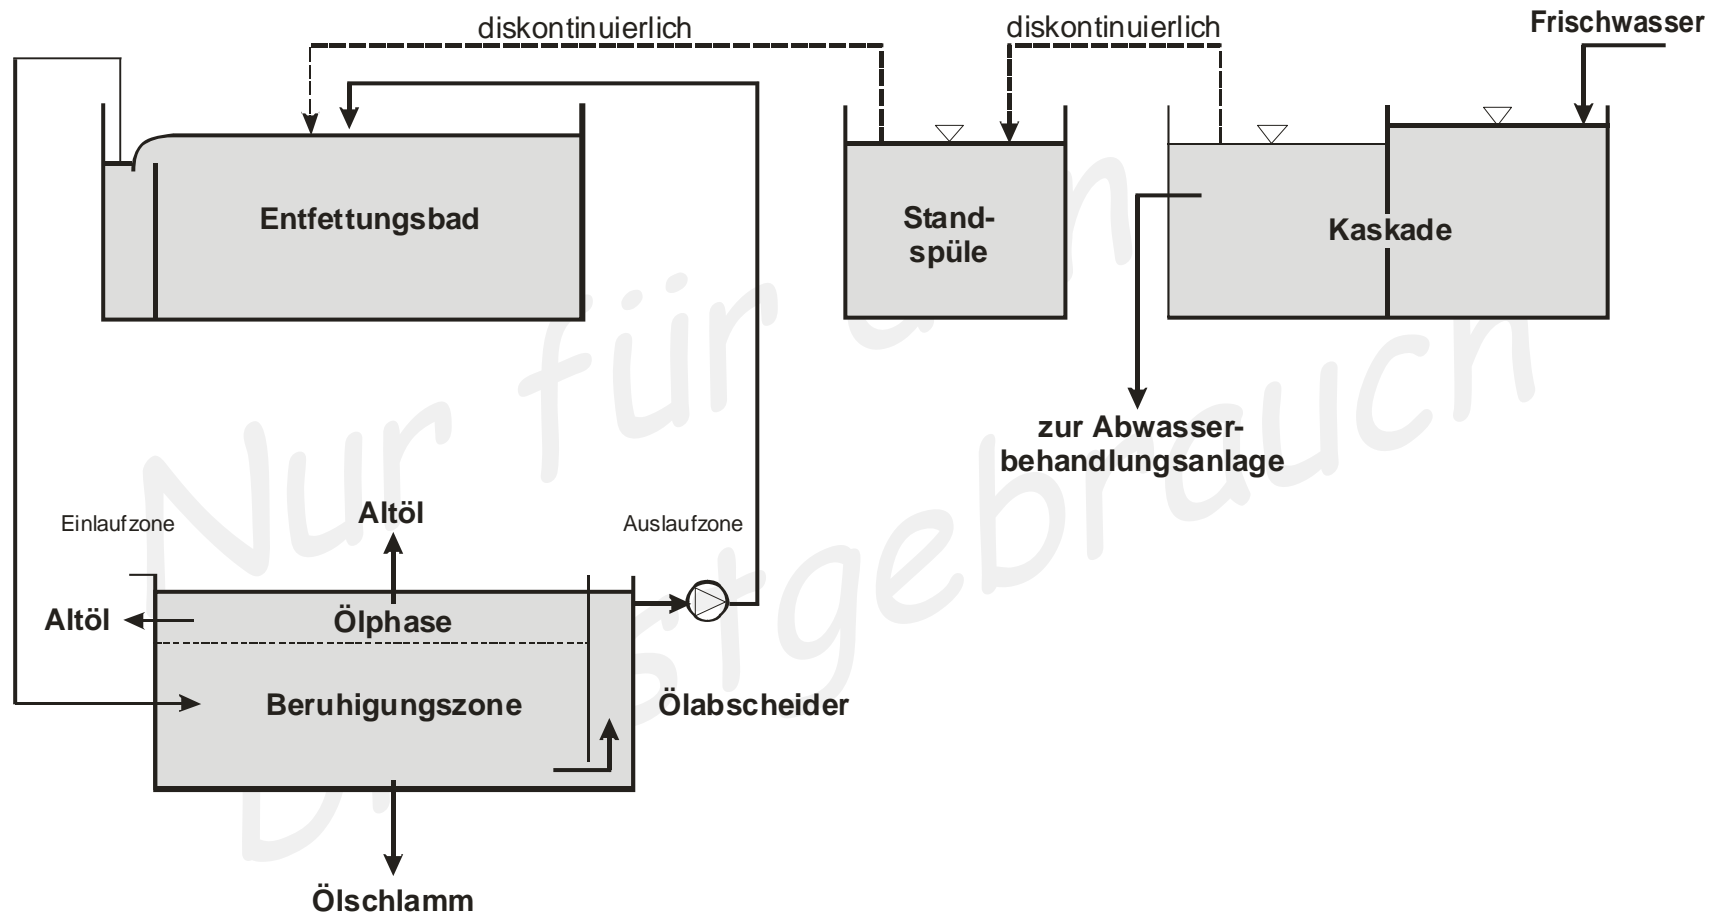 diskontinuierlich
diskontinuierlich
Frischwasser
Entfettungsbad
Stand-
spüle
Kaskade
zur Abwasser-
behandlungsanlage
Einlaufzone
Altöl
Auslaufzone
Altöl
Ölphase
Beruhigungszone
Ölabscheider
Ölschlamm
Nur für den